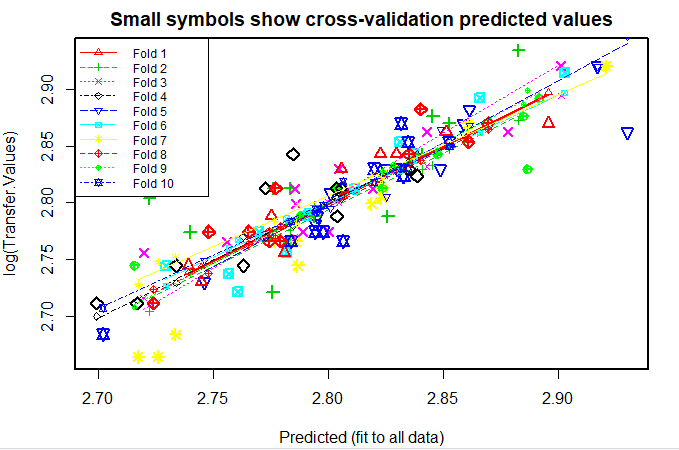 Small symbols show cross-validation predicted values
Fold 1
Fold 2
Fold 3
Fold 4
Fold 5
Fold 6
Fold 7
Fold 8
Fold 9
Fold 10
log(Transfer.Values)
2.90
2.85
2.80
2.75
2.70
2.70 2.75 2.80 2.85 2.90
Predicted (fit to all data)